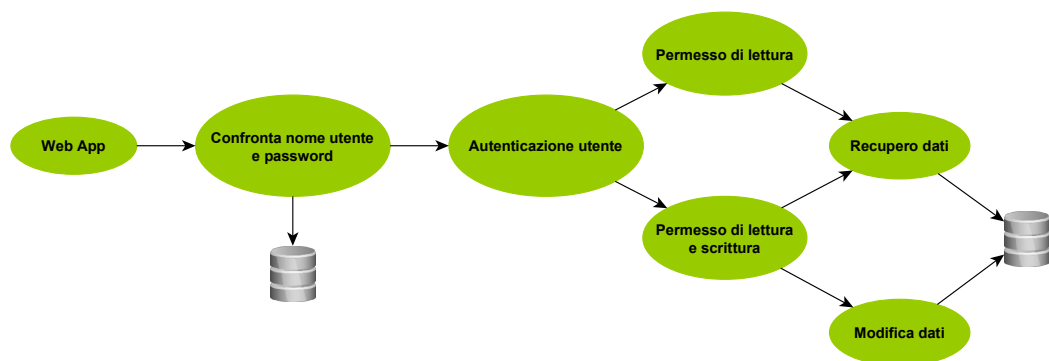 Web App
Confronta nome utente
e password
Autenticazione utente
Permesso di lettura
Permesso di lettura
e scrittura
Recupero dati
Modifica dati